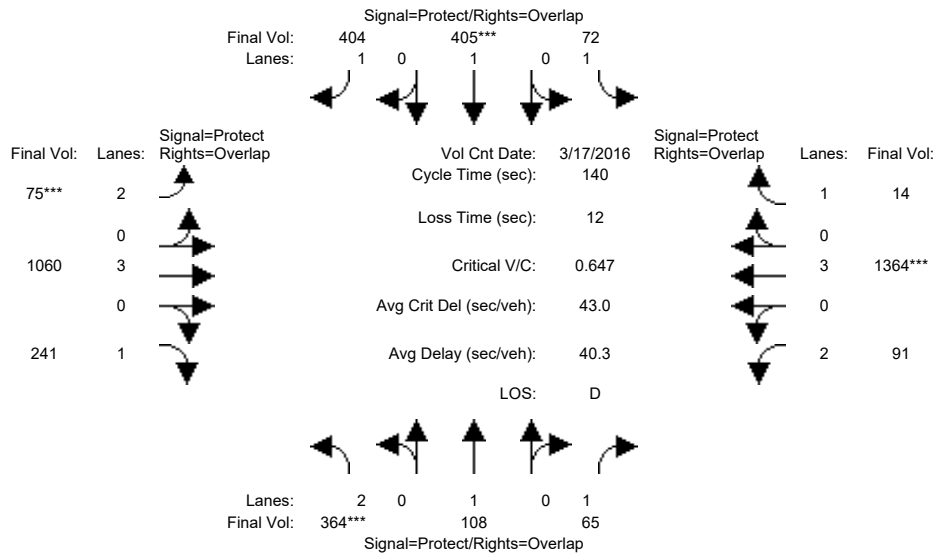 Signal=Protect/Rights=Overlap
Final Vol: 404 405*** 72
Lanes: 1 0 1 0 1
Signal=Protect Signal=Protect
Final Vol: Lanes: Rights=Overlap Vol Cnt Date: 3/17/2016 Rights=Overlap Lanes: Final Vol:
Cycle Time (sec): 140
75*** 2 1 14
Loss Time (sec): 12
0 0
1060 3 Critical V/C: 0.647 3 1364***
0 Avg Crit Del (sec/veh): 43.0 0
241 1 Avg Delay (sec/veh): 40.3 2 91
LOS: D
Lanes: 2 0 1 0 1
Final Vol: 364*** 108 65
Signal=Protect/Rights=Overlap